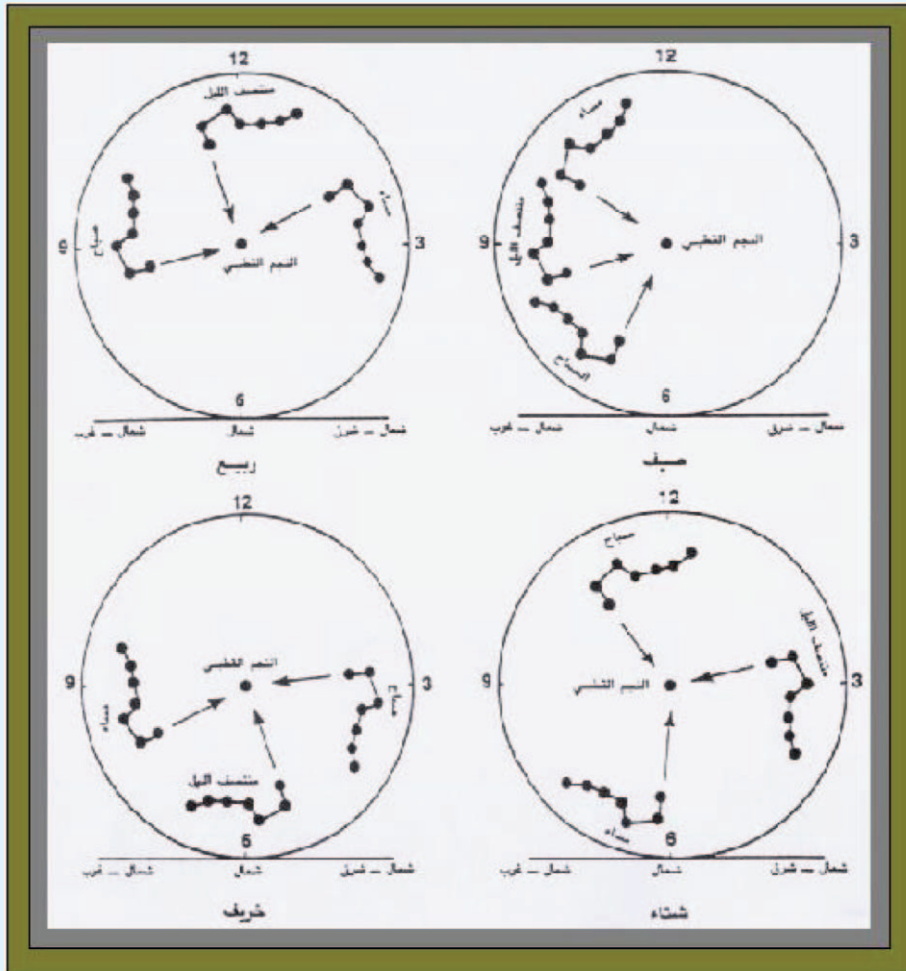 12
منتصف الليل
مساء
صباح
9
3
النجم القطبي
6
شمال – شرق
شمال
شمال – غرب
ربيع
12
مساء
منتصف الليل
9
3
النجم القطبي
الصباح
6
شمال – شرق
شمال
شمال – غرب
صيف
12
النجم القطبي
9
3
صباح
مساء
منتصف الليل
6
شمال – شرق
شمال
شمال – غرب
خريف
12
صباح
منتصف الليل
9
3
النجم القطبي
مساء
6
شمال – شرق
شمال
شمال – غرب
شتاء